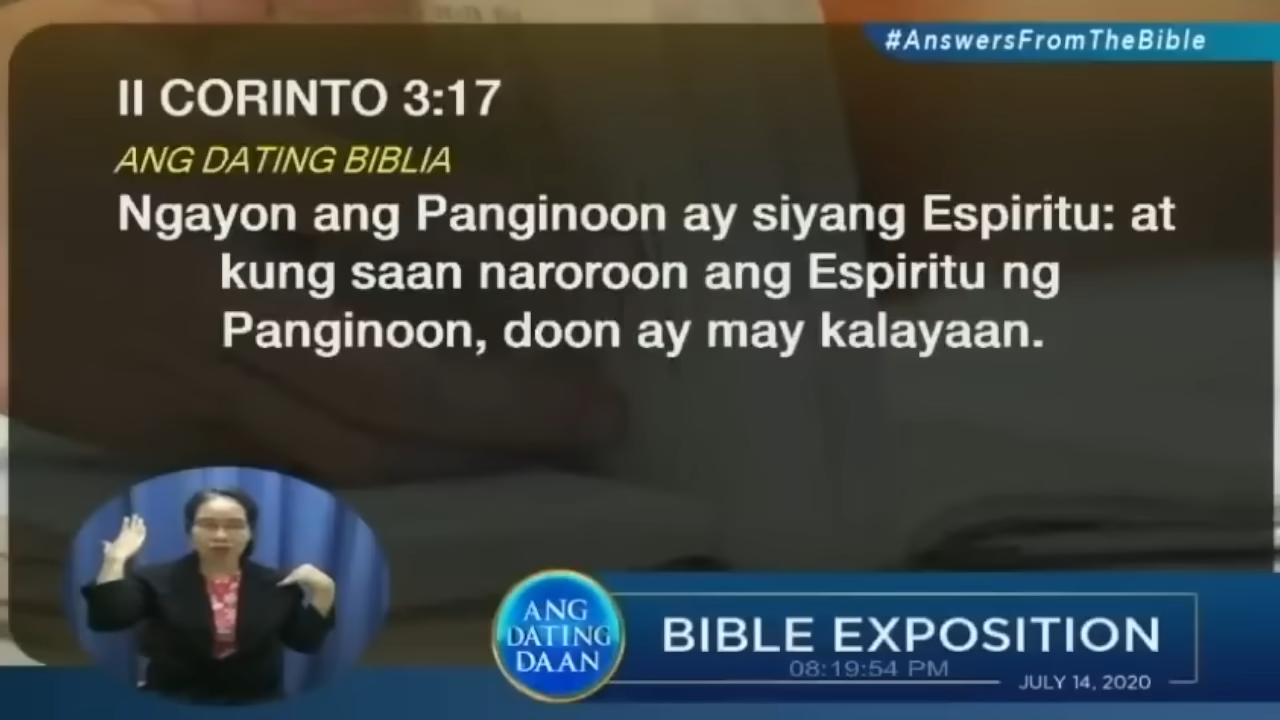 #AnswersFromTheBible
II CORINTO 3:17
ANG DATING BIBLIA
Ngayon ang Panginoon ay siyang Espiritu: at
kung saan naroroon ang Espiritu ng
Panginoon, doon ay may kalayaan.
ANG
DATING
DAAN
BIBLE EXPOSITION
08:19:54 PM
JULY 14, 2020